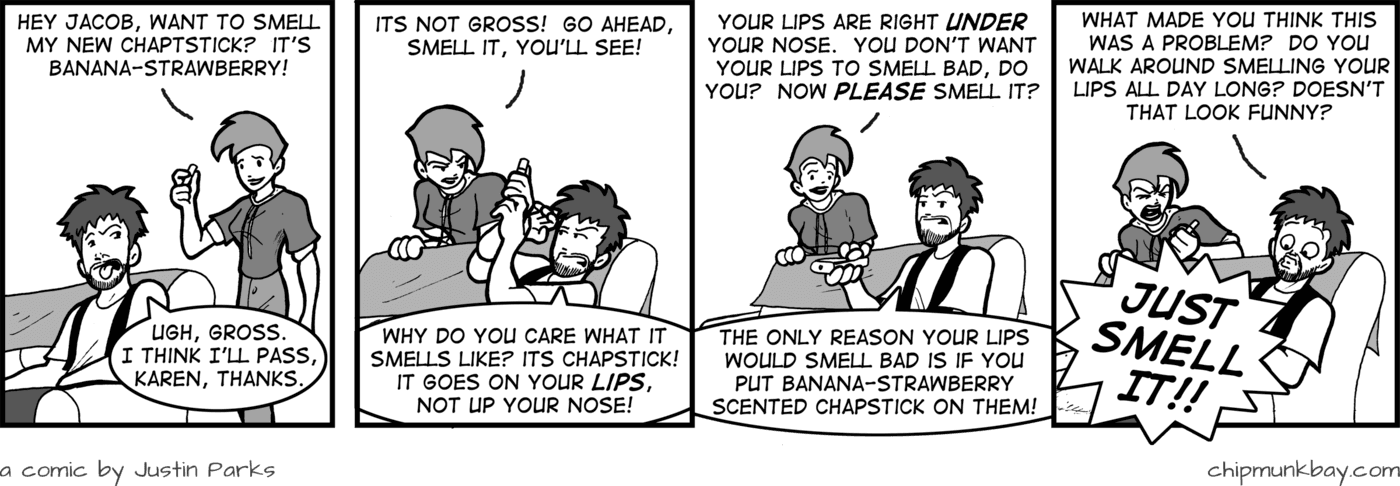 HEY JACOB, WANT TO SMELL
MY NEW CHAPTSTICK? IT'S
BANANA-STRAWBERRY!
UGH, GROSS.
I THINK I'LL PASS,
KAREN, THANKS.
ITS NOT GROSS! GO AHEAD,
SMELL IT, YOU'LL SEE!
WHY DO YOU CARE WHAT IT
SMELLS LIKE? ITS CHAPSTICK!
IT GOES ON YOUR LIPS,
NOT UP YOUR NOSE!
YOUR LIPS ARE RIGHT UNDER
YOUR NOSE. YOU DON'T WANT
YOUR LIPS TO SMELL BAD, DO
YOU? NOW PLEASE SMELL IT?
THE ONLY REASON YOUR LIPS
WOULD SMELL BAD IS IF YOU
PUT BANANA-STRAWBERRY
SCENTED CHAPSTICK ON THEM!
WHAT MADE YOU THINK THIS
WAS A PROBLEM? DO YOU
WALK AROUND SMELLING YOUR
LIPS ALL DAY LONG? DOESN'T
THAT LOOK FUNNY?
JUST
SMELL
IT!!
a comic by Justin Parks
chipmunkbay.com